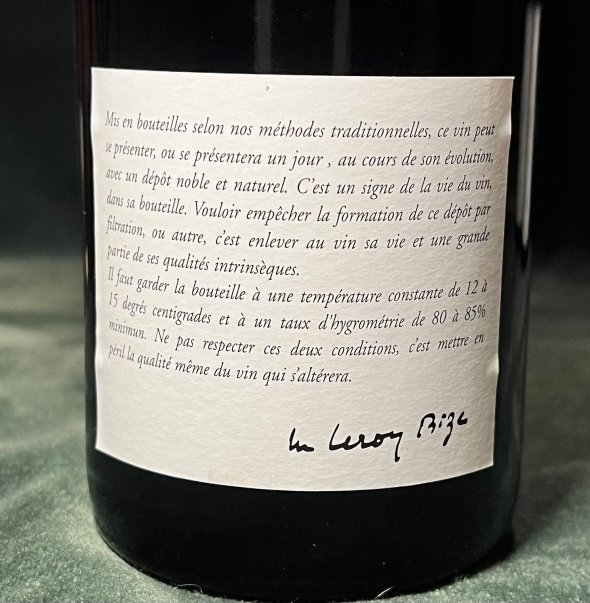 Mis en bouteilles selon nos méthodes traditionnelles, ce vin peut
se présenter, ou se présentera un jour , au cours de son évolution,
avec un dépôt noble et naturel. C'est un signe de la vie du vin,
dans sa bouteille. Vouloir empêcher la formation de ce dépôt par
filtration, ou autre, c'est enlever au vin sa vie et une grande
partie de ses qualités intrinsèques.
Il faut garder la bouteille à une température constante de 12 à
15 degrés centigrades et à un taux d'hygrométrie de 80 à 85%
minimun. Ne pas respecter ces deux conditions, c'est mettre en
péril la qualité même du vin qui s'altérera.
Leroy Bize